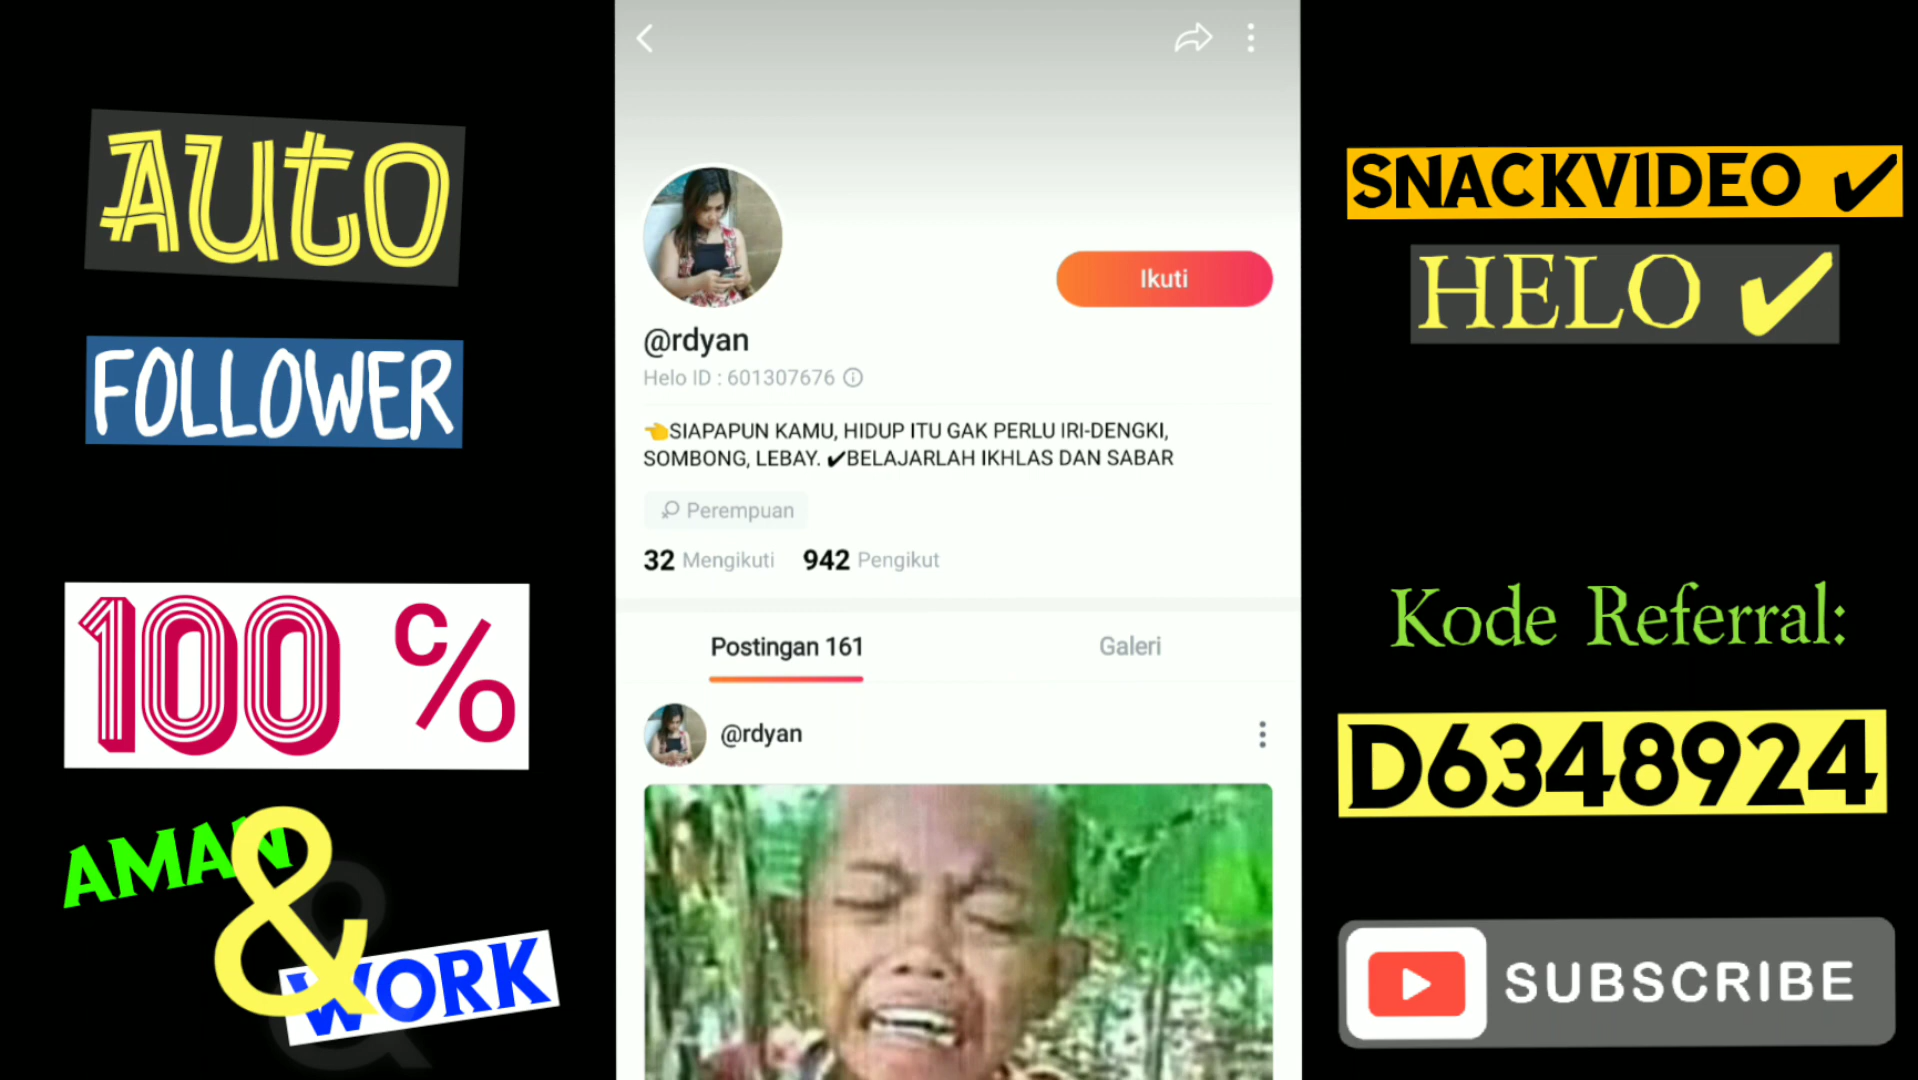 AUTO
FOLLOWER
100 %
AMAN
&
WORK
Ikuti
@rdyan
Helo ID : 601307676
👈SIAPAPUN KAMU, HIDUP ITU GAK PERLU IRI-DENGKI,
SOMBONG, LEBAY. ✔BELAJARLAH IKHLAS DAN SABAR
Perempuan
32 Mengikuti 942 Pengikut
Postingan 161 Galeri
@rdyan
SNACKVIDEO ✔
HELO ✔
Kode Referral:
D6348924
SUBSCRIBE